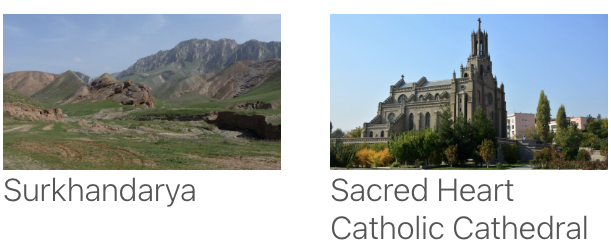 Surkhandarya
Sacred Heart
Catholic Cathedral